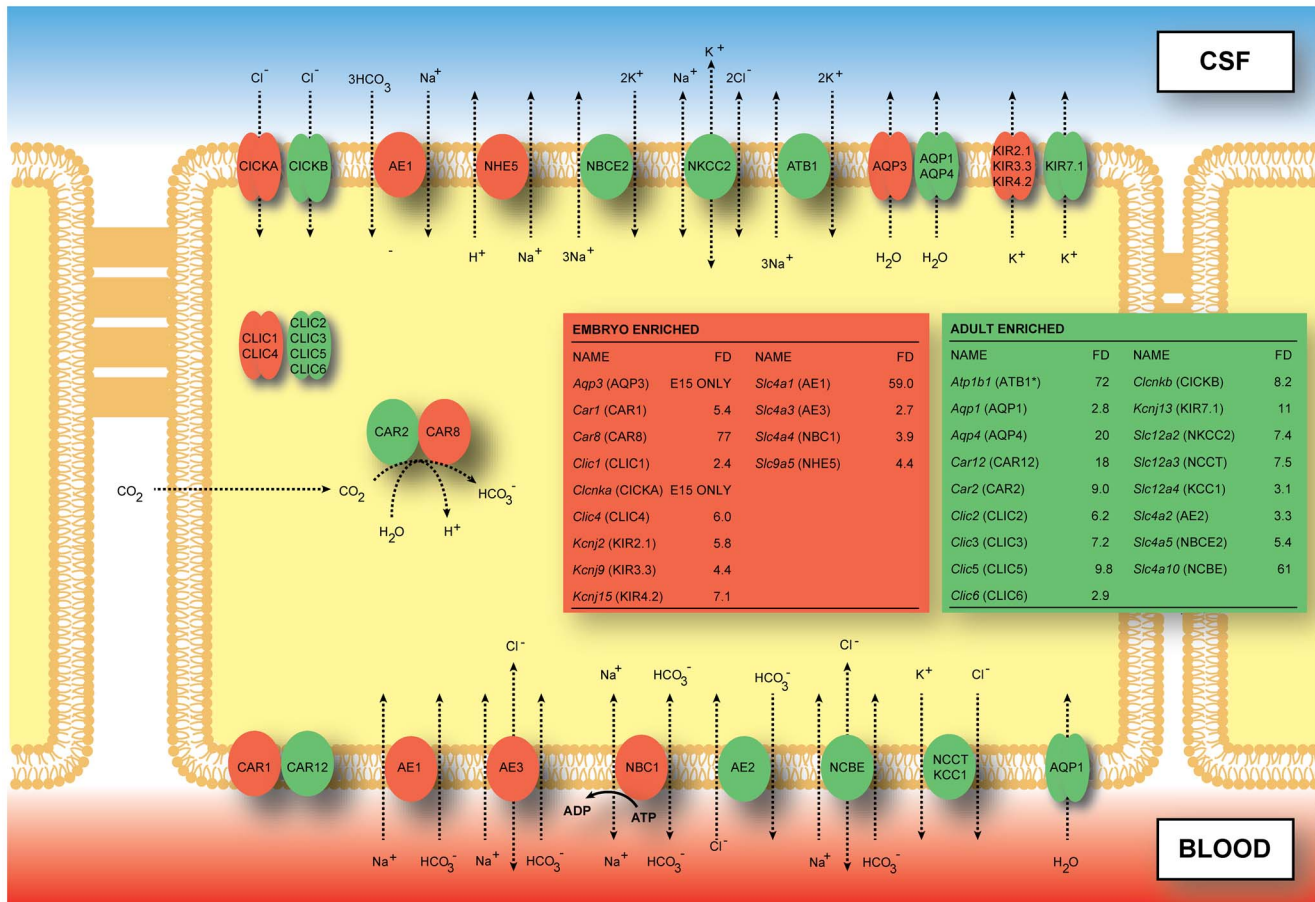 CSF
K⁺
Cl⁻ Cl⁻ 3HCO₃ Na⁺ 2K⁺ Na⁺ 2Cl⁻ 2K⁺
ClCKA
ClCKB
AE1
NHE5
NBCE2
NKCC2
ATB1
AQP3
AQP1
AQP4
KIR2.1
KIR3.3
KIR4.2
KIR7.1
- H⁺ Na⁺ 3Na⁺ 3Na⁺ H₂O H₂O K⁺ K⁺
CLIC1
CLIC4
CLIC2
CLIC3
CLIC5
CLIC6
CAR2 CAR8
CO₂ CO₂ HCO₃⁻
H₂O H⁺
EMBRYO ENRICHED
NAME FD NAME FD
Aqp3 (AQP3) E15 ONLY Slc4a1 (AE1) 59.0
Car1 (CAR1) 5.4 Slc4a3 (AE3) 2.7
Car8 (CAR8) 77 Slc4a4 (NBC1) 3.9
Clic1 (CLIC1) 2.4 Slc9a5 (NHE5) 4.4
Clcnka (ClCKA) E15 ONLY
Clic4 (CLIC4) 6.0
Kcnj2 (KIR2.1) 5.8
Kcnj9 (KIR3.3) 4.4
Kcnj15 (KIR4.2) 7.1
ADULT ENRICHED
NAME FD NAME FD
Atp1b1 (ATB1*) 72 Clcnkb (ClCKB) 8.2
Aqp1 (AQP1) 2.8 Kcnj13 (KIR7.1) 11
Aqp4 (AQP4) 20 Slc12a2 (NKCC2) 7.4
Car12 (CAR12) 18 Slc12a3 (NCCT) 7.5
Car2 (CAR2) 9.0 Slc12a4 (KCC1) 3.1
Clic2 (CLIC2) 6.2 Slc4a2 (AE2) 3.3
Clic3 (CLIC3) 7.2 Slc4a5 (NBCE2) 5.4
Clic5 (CLIC5) 9.8 Slc4a10 (NCBE) 61
Clic6 (CLIC6) 2.9
Cl⁻ Cl⁻
Na⁺ HCO₃⁻ HCO₃⁻ K⁺ Cl⁻
CAR1
CAR12
AE1
AE3
NBC1
AE2
NCBE
NCCT
KCC1
AQP1
ADP ATP
Na⁺ HCO₃⁻ Na⁺ HCO₃⁻ Na⁺ HCO₃⁻ Cl⁻ Na⁺ HCO₃⁻ H₂O
BLOOD